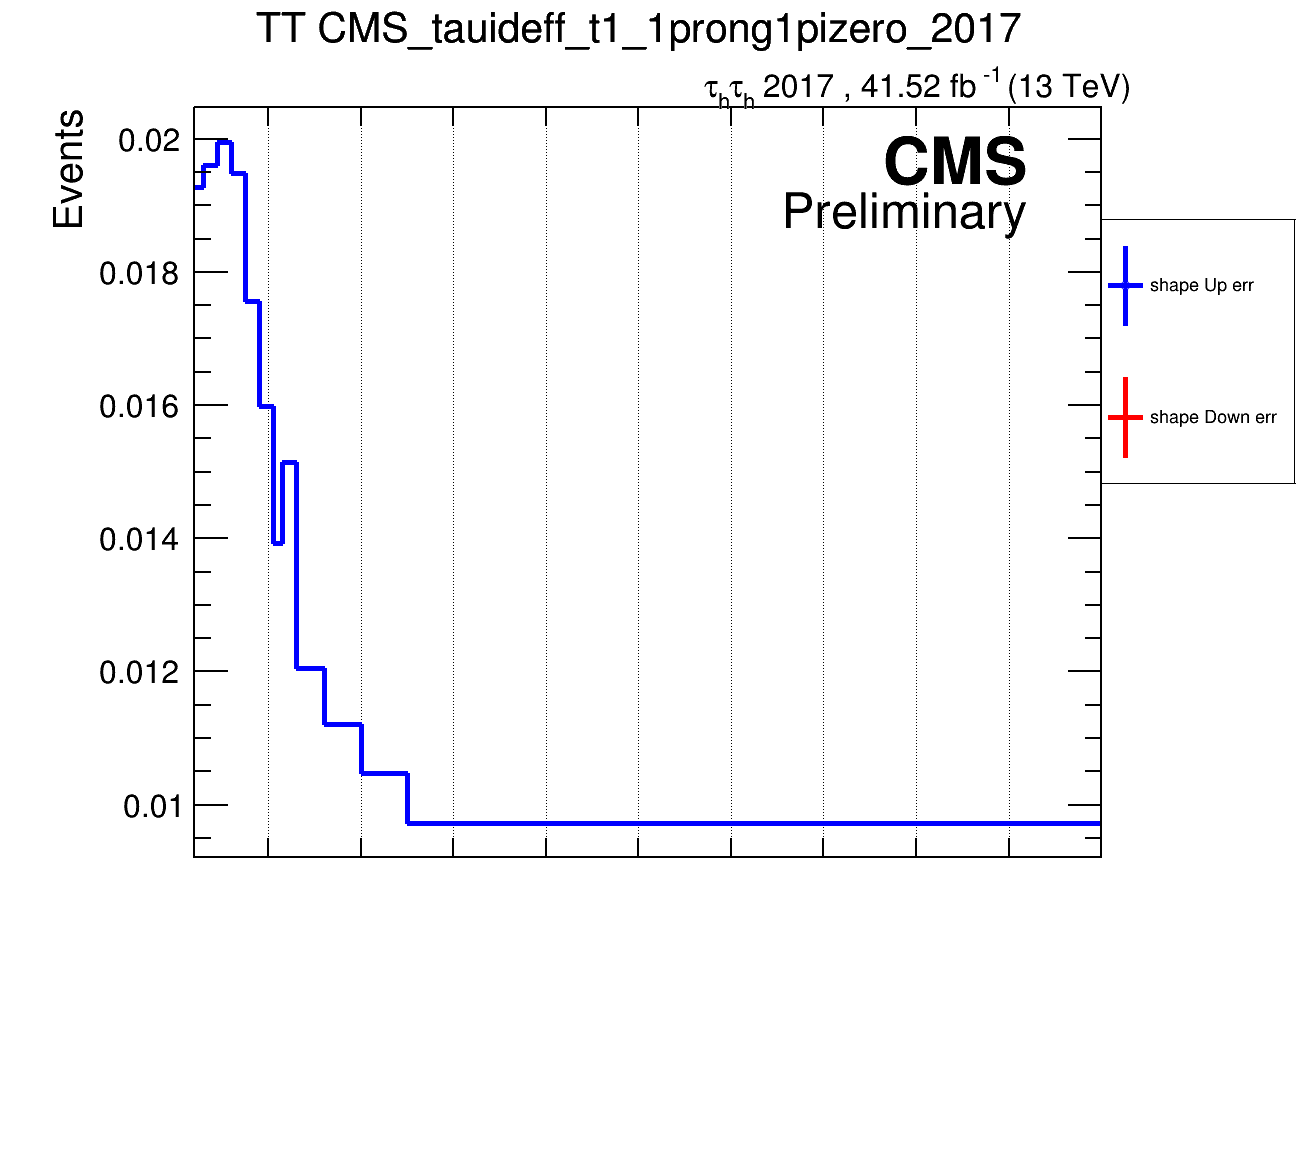 TT CMS_tauideff_t1_1prong1pizero_2017
τhτh 2017 , 41.52 fb-1 (13 TeV)
Events
CMS
Preliminary
0.02
0.018
0.016
0.014
0.012
0.01
shape Up err
shape Down err